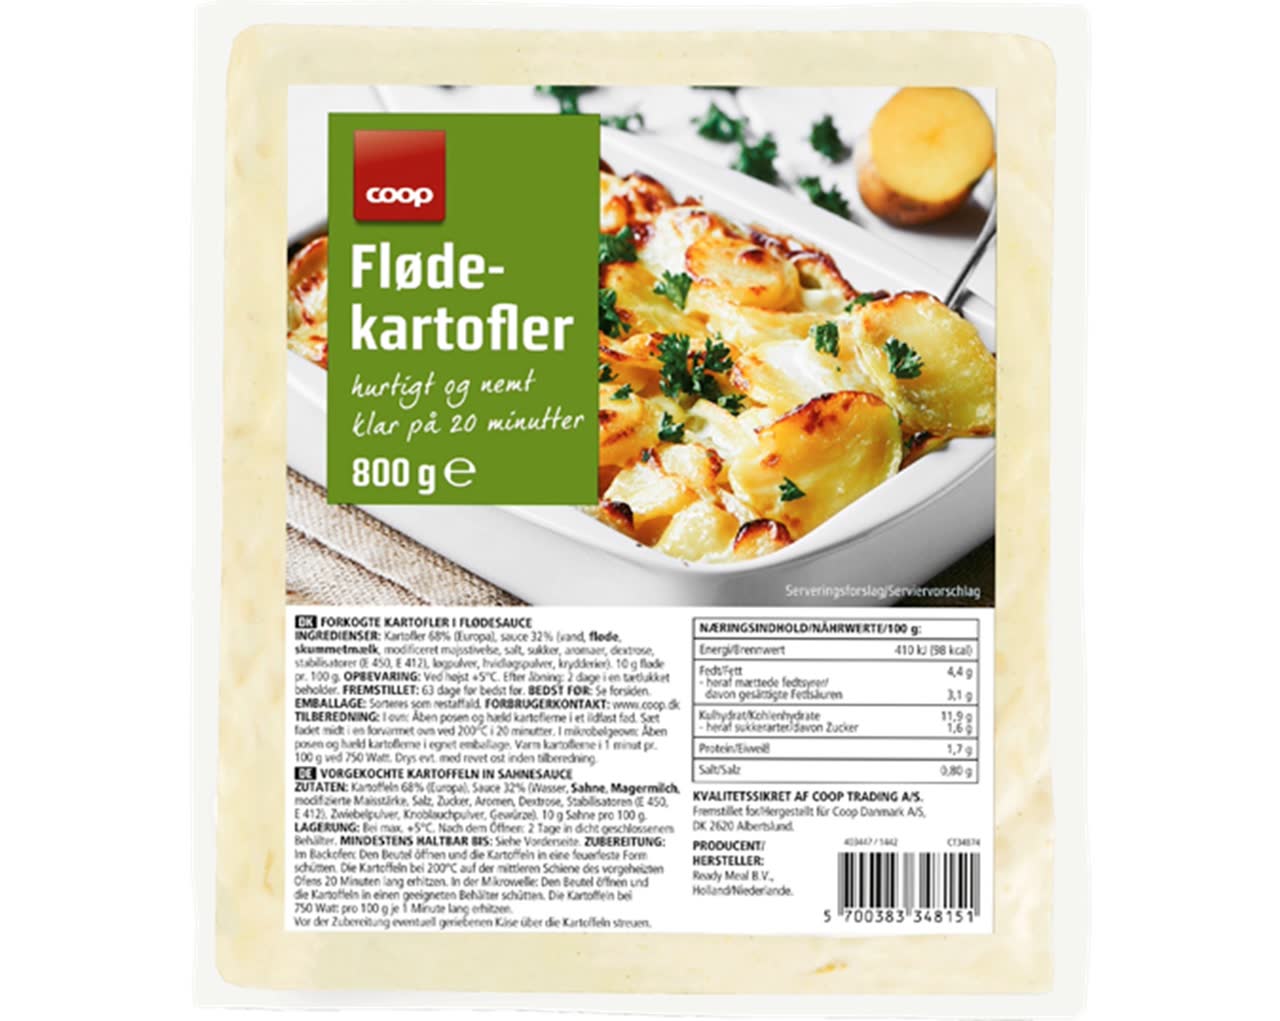 coop
Fløde-
kartofler
hurtigt og nemt
klar på 20 minutter
800 g ℮
Serveringsforslag/Serviervorschlag
DK FORKOGTE KARTOFLER I FLØDESAUCE
INGREDIENSER: Kartofler 68% (Europa), sauce 32% (vand, fløde,
skummetmælk, modificeret majsstivelse, salt, sukker, aromaer, dextrose,
stabilisatorer (E 450, E 412), løgpulver, hvidløgspulver, krydderier). 10 g fløde
pr. 100 g. OPBEVARING: Ved højst +5°C. Efter åbning: 2 dage i en tætlukket
beholder. FREMSTILLET: 63 dage før bedst før. BEDST FØR: Se forsiden.
EMBALLAGE: Sorteres som restaffald. FORBRUGERKONTAKT: www.coop.dk
TILBEREDNING: I ovn: Åben posen og hæld kartoflerne i et ildfast fad. Sæt
fadet midt i en forvarmet ovn ved 200°C i 20 minutter. I mikrobølgeovn: Åben
posen og hæld kartoflerne i egnet emballage. Varm kartoflerne i 1 minut pr.
100 g ved 750 Watt. Drys evt. med revet ost inden tilberedning.
DE VORGEKOCHTE KARTOFFELN IN SAHNESAUCE
ZUTATEN: Kartoffeln 68% (Europa), Sauce 32% (Wasser, Sahne, Magermilch,
modifizierte Maisstärke, Salz, Zucker, Aromen, Dextrose, Stabilisatoren (E 450,
E 412), Zwiebelpulver, Knoblauchpulver, Gewürze). 10 g Sahne pro 100 g.
LAGERUNG: Bei max. +5°C. Nach dem Öffnen: 2 Tage in dicht geschlossenem
Behälter. MINDESTENS HALTBAR BIS: Siehe Vorderseite. ZUBEREITUNG:
Im Backofen: Den Beutel öffnen und die Kartoffeln in eine feuerfeste Form
schütten. Die Kartoffeln bei 200°C auf der mittleren Schiene des vorgeheizten
Ofens 20 Minuten lang erhitzen. In der Mikrowelle: Den Beutel öffnen und
die Kartoffeln in einen geeigneten Behälter schütten. Die Kartoffeln bei
750 Watt pro 100 g je 1 Minute lang erhitzen.
Vor der Zubereitung eventuell geriebenen Käse über die Kartoffeln streuen.
NÆRINGSINDHOLD/NÄHRWERTE/100 g:
Energi/Brennwert 410 kJ (98 kcal)
Fedt/Fett 4,4 g
- heraf mættede fedtsyrer/
davon gesättigte Fettsäuren 3,1 g
Kulhydrat/Kohlenhydrate 11,9 g
- heraf sukkerarter/davon Zucker 1,6 g
Protein/Eiweiß 1,7 g
Salt/Salz 0,80 g
KVALITETSSIKRET AF COOP TRADING A/S.
Fremstillet for/Hergestellt für Coop Danmark A/S,
DK 2620 Albertslund.
PRODUCENT/
HERSTELLER:
Ready Meal B.V.,
Holland/Niederlande.
403447 / 1442 CT34874
5 700383 348151